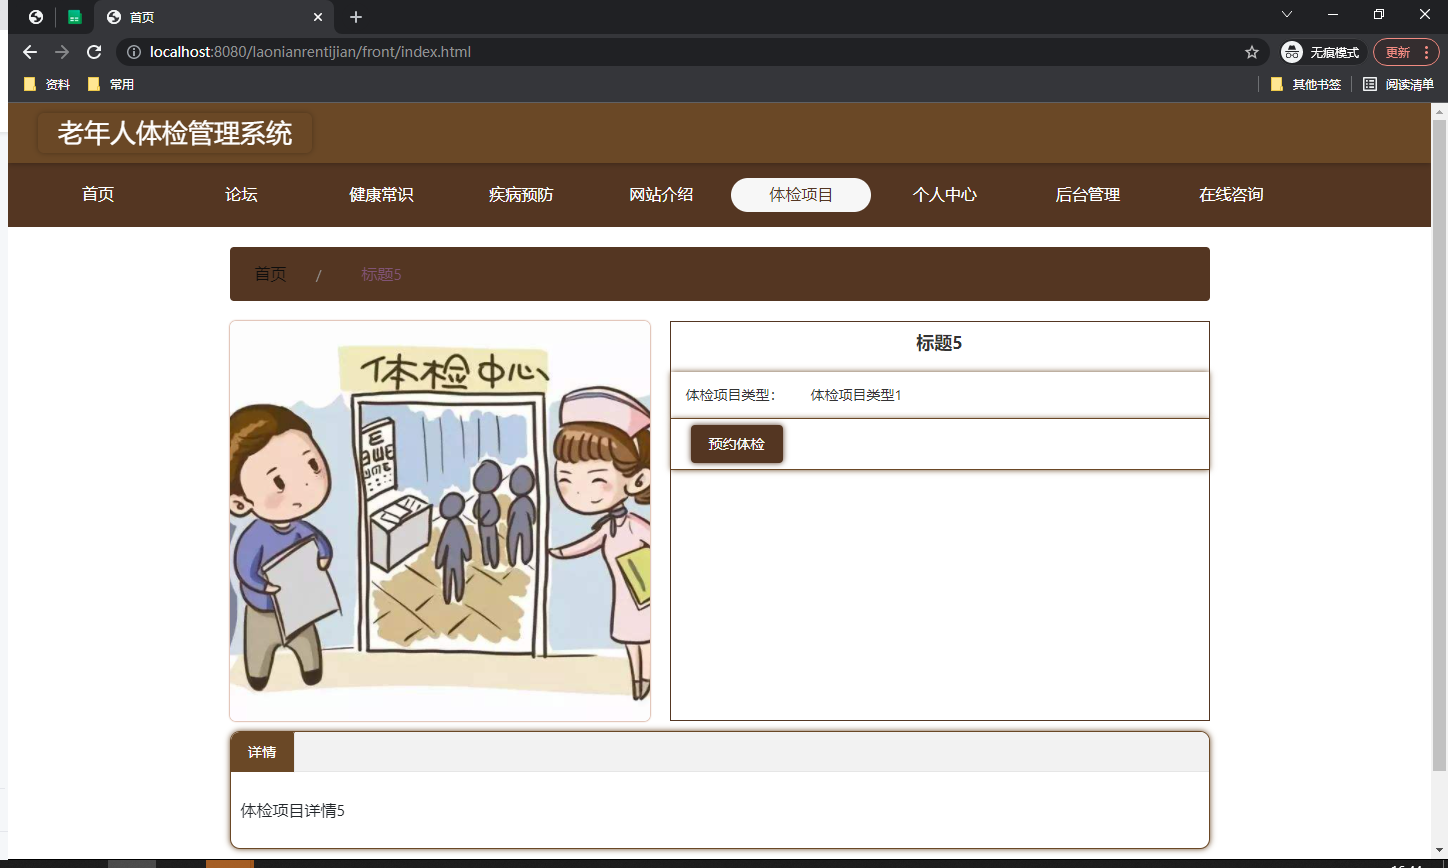 首页
localhost:8080/laonianrentijian/front/index.html
无痕模式
更新
资料
常用
其他书签
阅读清单
老年人体检管理系统
首页 论坛 健康常识 疾病预防 网站介绍 体检项目 个人中心 后台管理 在线咨询
首页 / 标题5
体检中心
标题5
体检项目类型： 体检项目类型1
预约体检
详情
体检项目详情5